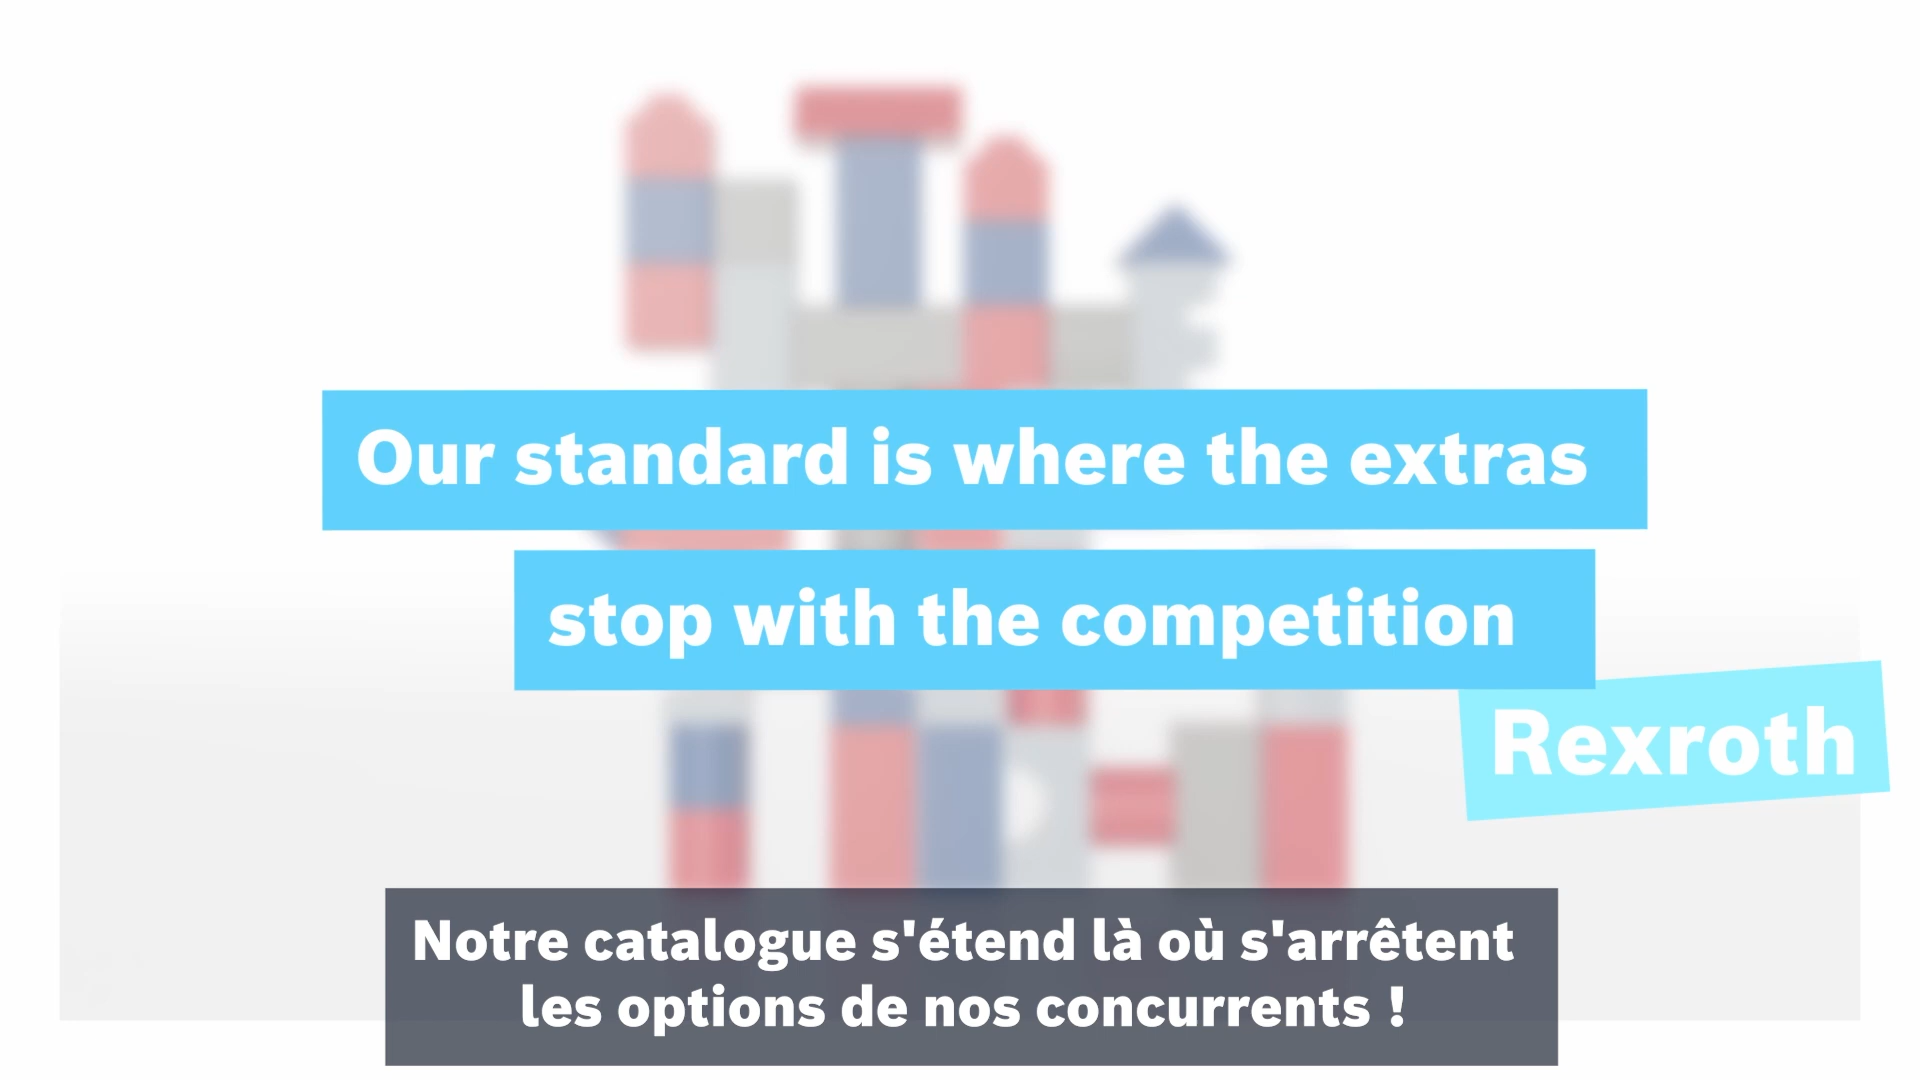 Our standard is where the extras
stop with the competition
Rexroth
Notre catalogue s'étend là où s'arrêtent
les options de nos concurrents !